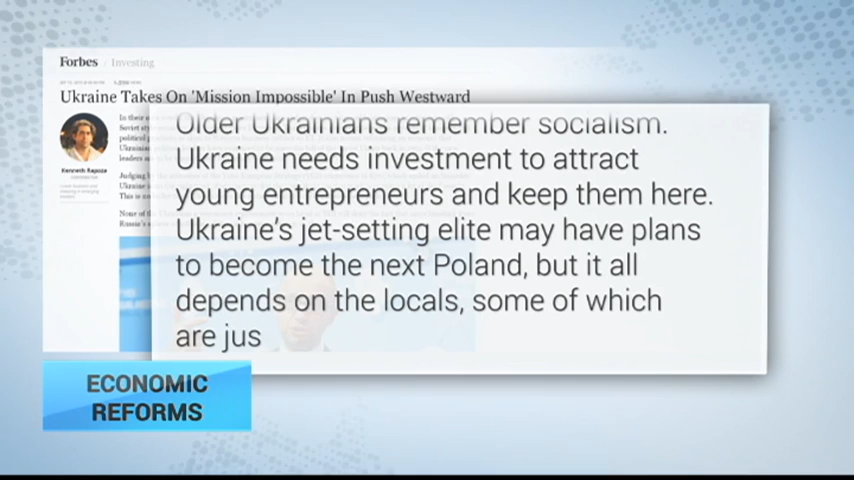 Forbes / Investing
Ukraine Takes On 'Mission Impossible' In Push Westward
Kenneth Rapoza
Older Ukrainians remember socialism.
Ukraine needs investment to attract
young entrepreneurs and keep them here.
Ukraine's jet-setting elite may have plans
to become the next Poland, but it all
depends on the locals, some of which
are jus
ECONOMIC
REFORMS